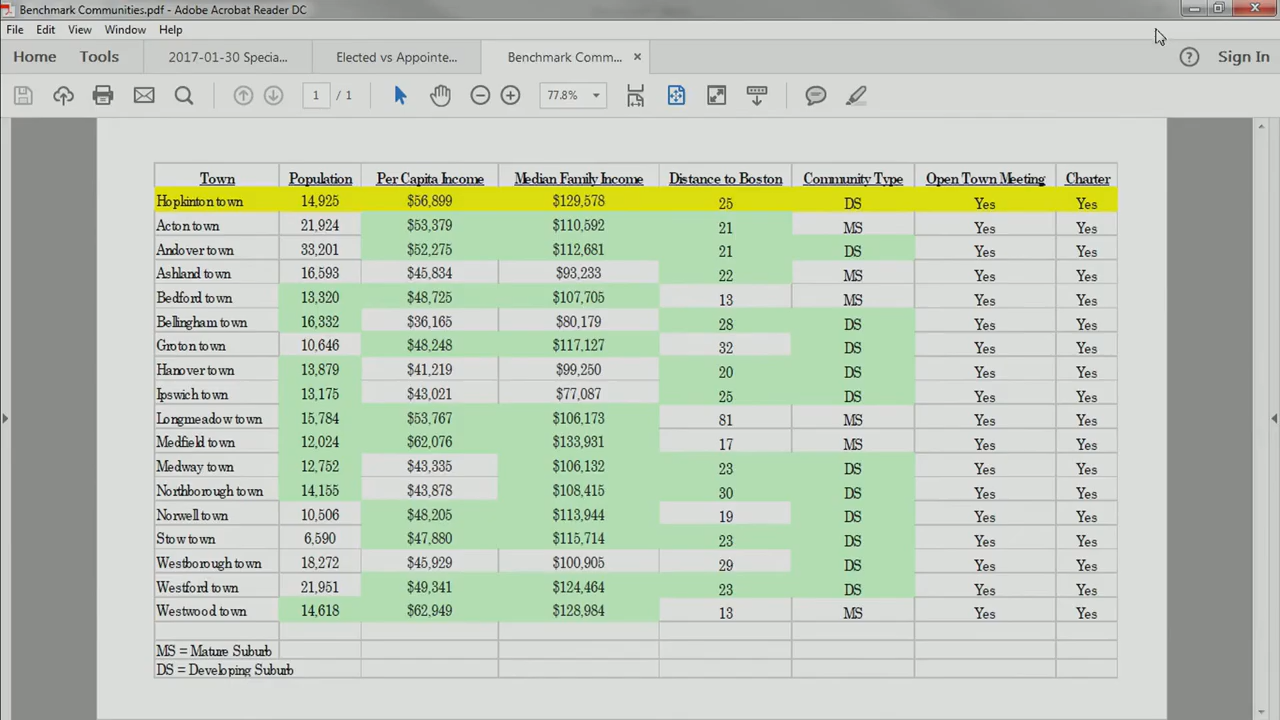 Benchmark Communities.pdf - Adobe Acrobat Reader DC
File Edit View Window Help
Home Tools 2017-01-30 Specia... Elected vs Appointe... Benchmark Comm... × ? Sign In
1 / 1 77.8%
Town Population Per Capita Income Median Family Income Distance to Boston Community Type Open Town Meeting Charter
Hopkinton town 14,925 $56,899 $129,578 25 DS Yes Yes
Acton town 21,924 $53,379 $110,592 21 MS Yes Yes
Andover town 33,201 $52,275 $112,681 21 DS Yes Yes
Ashland town 16,593 $45,834 $93,233 22 MS Yes Yes
Bedford town 13,320 $48,725 $107,705 13 MS Yes Yes
Bellingham town 16,332 $36,165 $80,179 28 DS Yes Yes
Groton town 10,646 $48,248 $117,127 32 DS Yes Yes
Hanover town 13,879 $41,219 $99,250 20 DS Yes Yes
Ipswich town 13,175 $43,021 $77,087 25 DS Yes Yes
Longmeadow town 15,784 $53,767 $106,173 81 MS Yes Yes
Medfield town 12,024 $62,076 $133,931 17 MS Yes Yes
Medway town 12,752 $43,335 $106,132 23 DS Yes Yes
Northborough town 14,155 $43,878 $108,415 30 DS Yes Yes
Norwell town 10,506 $48,205 $113,944 19 DS Yes Yes
Stow town 6,590 $47,880 $115,714 23 DS Yes Yes
Westborough town 18,272 $45,929 $100,905 29 DS Yes Yes
Westford town 21,951 $49,341 $124,464 23 DS Yes Yes
Westwood town 14,618 $62,949 $128,984 13 MS Yes Yes
MS = Mature Suburb
DS = Developing Suburb